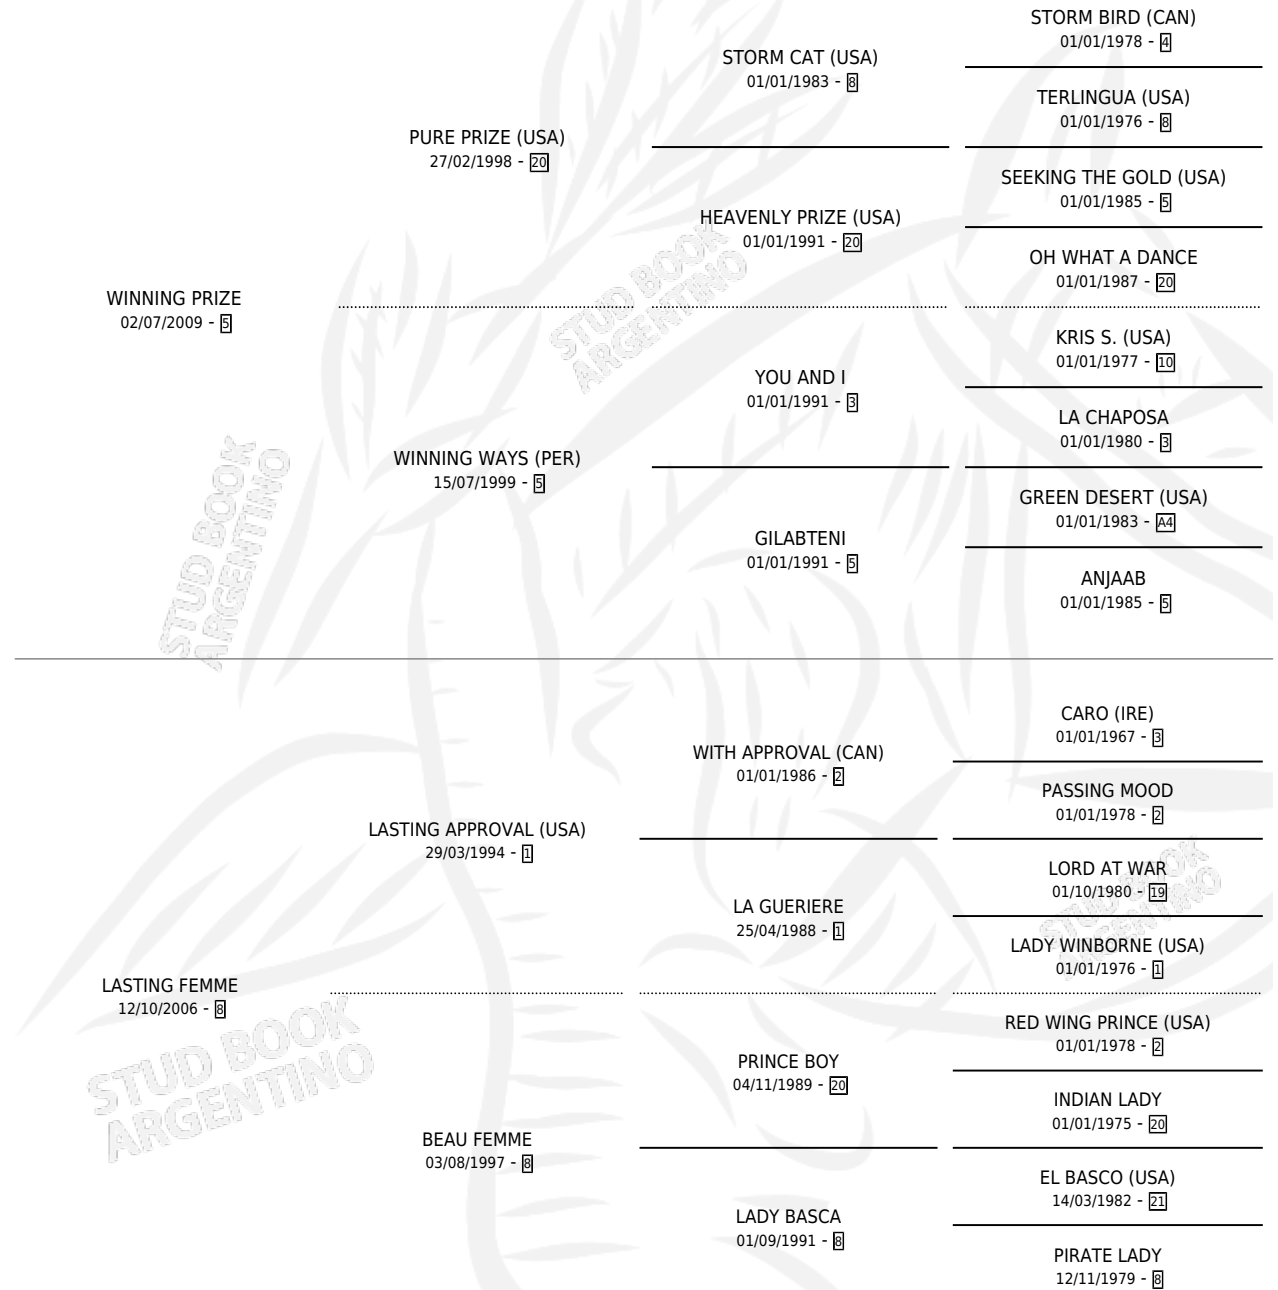 STORM BIRD (CAN)
01/01/1978 - 4
STORM CAT (USA)
01/01/1983 - 8
TERLINGUA (USA)
01/01/1976 - 8
PURE PRIZE (USA)
27/02/1998 - 20
SEEKING THE GOLD (USA)
01/01/1985 - 5
HEAVENLY PRIZE (USA)
01/01/1991 - 20
OH WHAT A DANCE
01/01/1987 - 20
WINNING PRIZE
02/07/2009 - 5
KRIS S. (USA)
01/01/1977 - 10
YOU AND I
01/01/1991 - 3
LA CHAPOSA
01/01/1980 - 3
WINNING WAYS (PER)
15/07/1999 - 5
GREEN DESERT (USA)
01/01/1983 - A4
GILABTENI
01/01/1991 - 5
ANJAAB
01/01/1985 - 5
CARO (IRE)
01/01/1967 - 3
WITH APPROVAL (CAN)
01/01/1986 - 2
PASSING MOOD
01/01/1978 - 2
LASTING APPROVAL (USA)
29/03/1994 - 1
LORD AT WAR
01/10/1980 - 19
LA GUERIERE
25/04/1988 - 1
LADY WINBORNE (USA)
01/01/1976 - 1
LASTING FEMME
12/10/2006 - 8
RED WING PRINCE (USA)
01/01/1978 - 2
PRINCE BOY
04/11/1989 - 20
INDIAN LADY
01/01/1975 - 20
BEAU FEMME
03/08/1997 - 8
EL BASCO (USA)
14/03/1982 - 21
LADY BASCA
01/09/1991 - 8
PIRATE LADY
12/11/1979 - 8
STUD BOOK
ARGENTINO
STUD BOOK
ARGENTINO
STUD BOOK
ARGENTINO
STUD BOOK
ARGENTINO